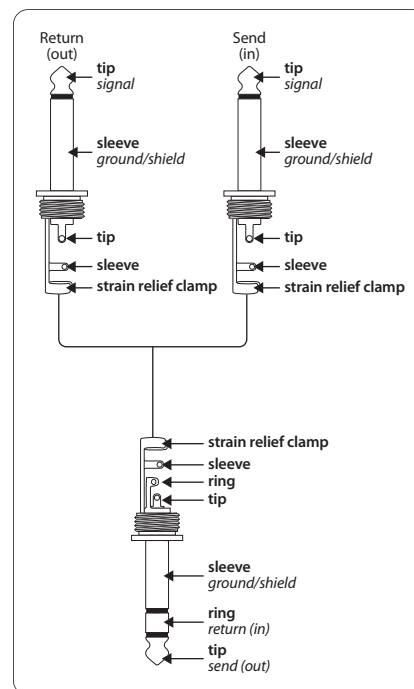 Return
(out)
tip
signal
sleeve
ground/shield
tip
sleeve
strain relief clamp
Send
(in)
tip
signal
sleeve
ground/shield
tip
sleeve
strain relief clamp
strain relief clamp
sleeve
ring
tip
sleeve
ground/shield
ring
return (in)
tip
send (out)